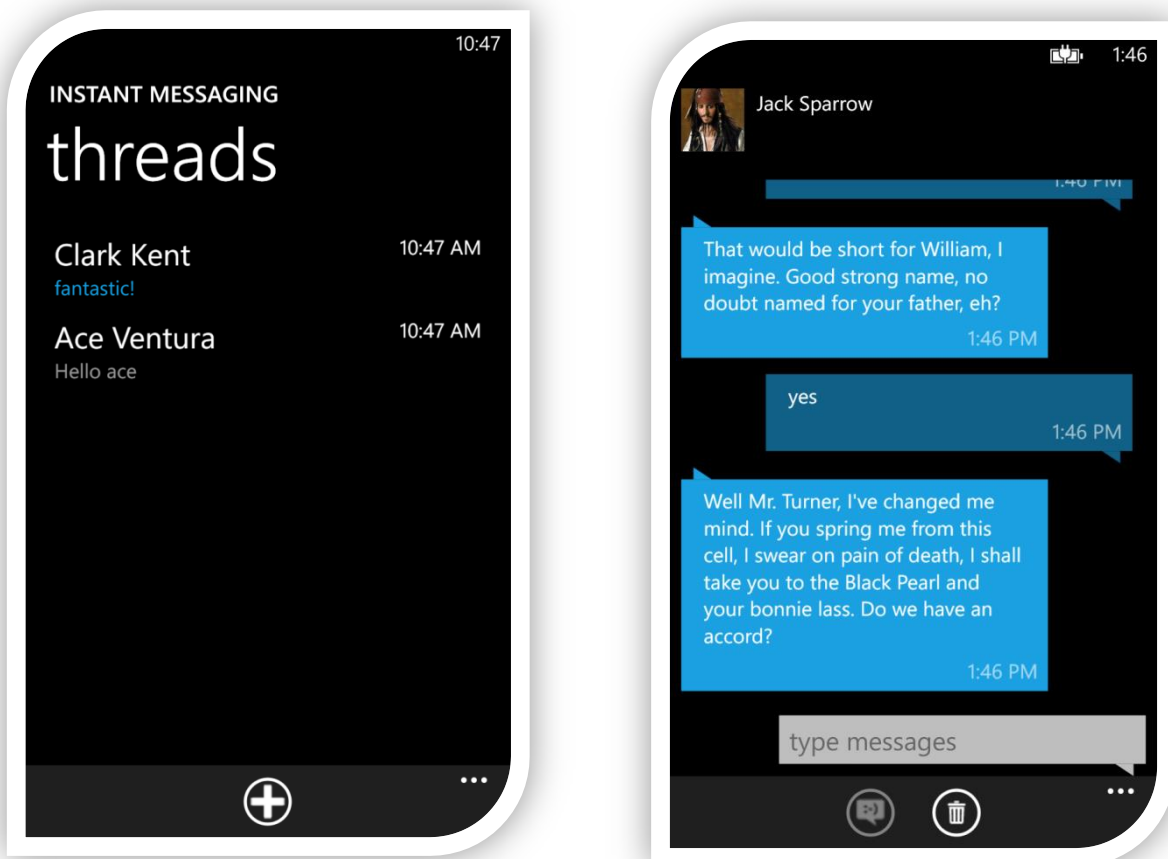 10:47
INSTANT MESSAGING
threads
Clark Kent 10:47 AM
fantastic!
Ace Ventura 10:47 AM
Hello ace
1:46
Jack Sparrow
1:46 PM
That would be short for William, I
imagine. Good strong name, no
doubt named for your father, eh?
1:46 PM
yes
1:46 PM
Well Mr. Turner, I've changed me
mind. If you spring me from this
cell, I swear on pain of death, I shall
take you to the Black Pearl and
your bonnie lass. Do we have an
accord?
1:46 PM
type messages